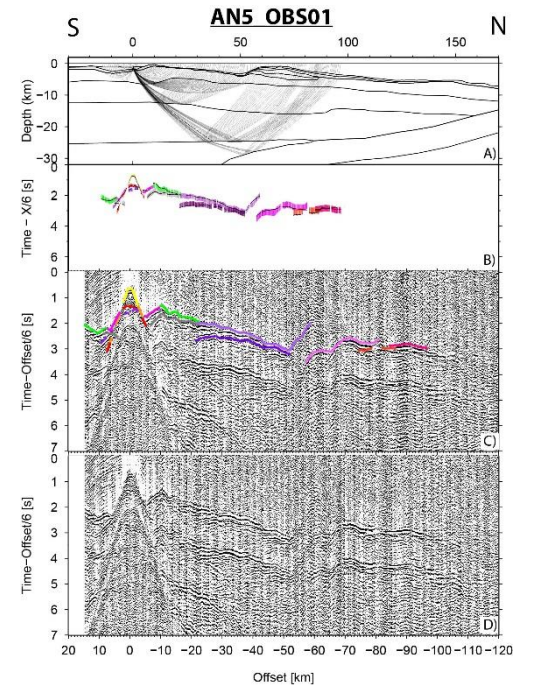 AN5 OBS01
S N
0 50 100 150
0
−10
−20
−30
Depth (km)
A)
0
2
4
6
Time − X/6 [s]
B)
0
1
2
3
4
5
6
7
Time−Offset/6 [s]
C)
0
1
2
3
4
5
6
7
Time−Offset/6 [s]
D)
20 10 0 −10 −20 −30 −40 −50 −60 −70 −80 −90 −100 −110 −120
Offset [km]